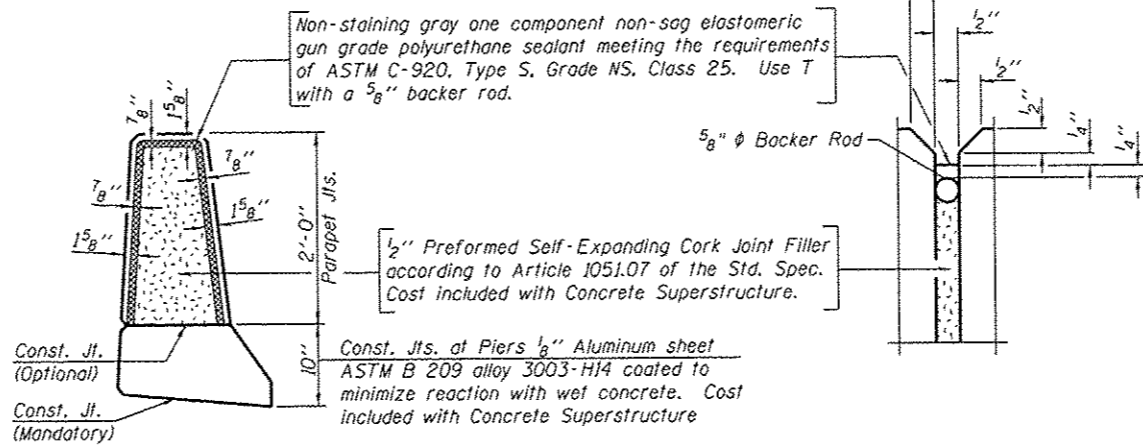 Non-staining gray one component non-sag elastomeric
gun grade polyurethane sealant meeting the requirements
of ASTM C-920, Type S, Grade NS, Class 25. Use T
with a 5/8" backer rod.
1/2"
1/2"
1/2"
1/4"
1/4"
5/8" φ Backer Rod
7/8"
1 5/8"
7/8"
7/8"
1 5/8"
1 5/8"
2'-0"
Parapet Jts.
1/2" Preformed Self-Expanding Cork Joint Filler
according to Article 1051.07 of the Std. Spec.
Cost included with Concrete Superstructure.
10"
Const. Jt.
(Optional)
Const. Jt.
(Mandatory)
Const. Jts. at Piers 1/8" Aluminum sheet
ASTM B 209 alloy 3003-H14 coated to
minimize reaction with wet concrete. Cost
included with Concrete Superstructure